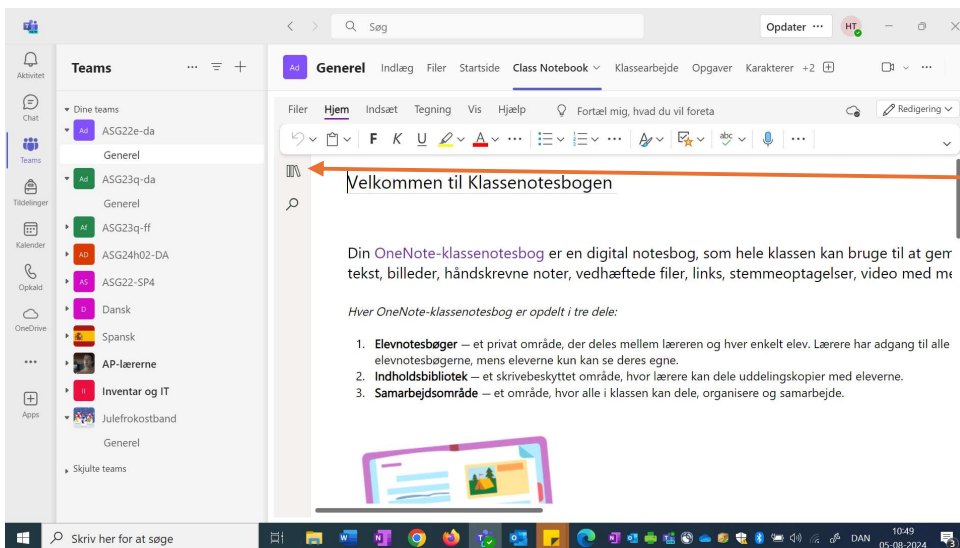 Søg
Opdater ···
HT
Aktivitet
Chat
Teams
Tildelinger
Kalender
Opkald
OneDrive
Apps
Teams
Dine teams
Ad ASG22e-da
Generel
Ad ASG23q-da
Generel
Af ASG23q-ff
AD ASG24h02-DA
AS ASG22-SP4
D Dansk
Spansk
AP-lærerne
II Inventar og IT
Julefrokostband
Generel
Skjulte teams
Ad Generel Indlæg Filer Startside Class Notebook Klassearbejde Opgaver Karakterer +2
Filer Hjem Indsæt Tegning Vis Hjælp Fortæl mig, hvad du vil foreta Redigering
F K U A abc
Velkommen til Klassenotesbogen
Din OneNote-klassenotesbog er en digital notesbog, som hele klassen kan bruge til at gem
tekst, billeder, håndskrevne noter, vedhæftede filer, links, stemmeoptagelser, video med me
Hver OneNote-klassenotesbog er opdelt i tre dele:
1. Elevnotesbøger — et privat område, der deles mellem læreren og hver enkelt elev. Lærere har adgang til alle
elevnotesbøgerne, mens eleverne kun kan se deres egne.
2. Indholdsbibliotek — et skrivebeskyttet område, hvor lærere kan dele uddelingskopier med eleverne.
3. Samarbejdsområde — et område, hvor alle i klassen kan dele, organisere og samarbejde.
Skriv her for at søge
DAN
10:49
05-08-2024